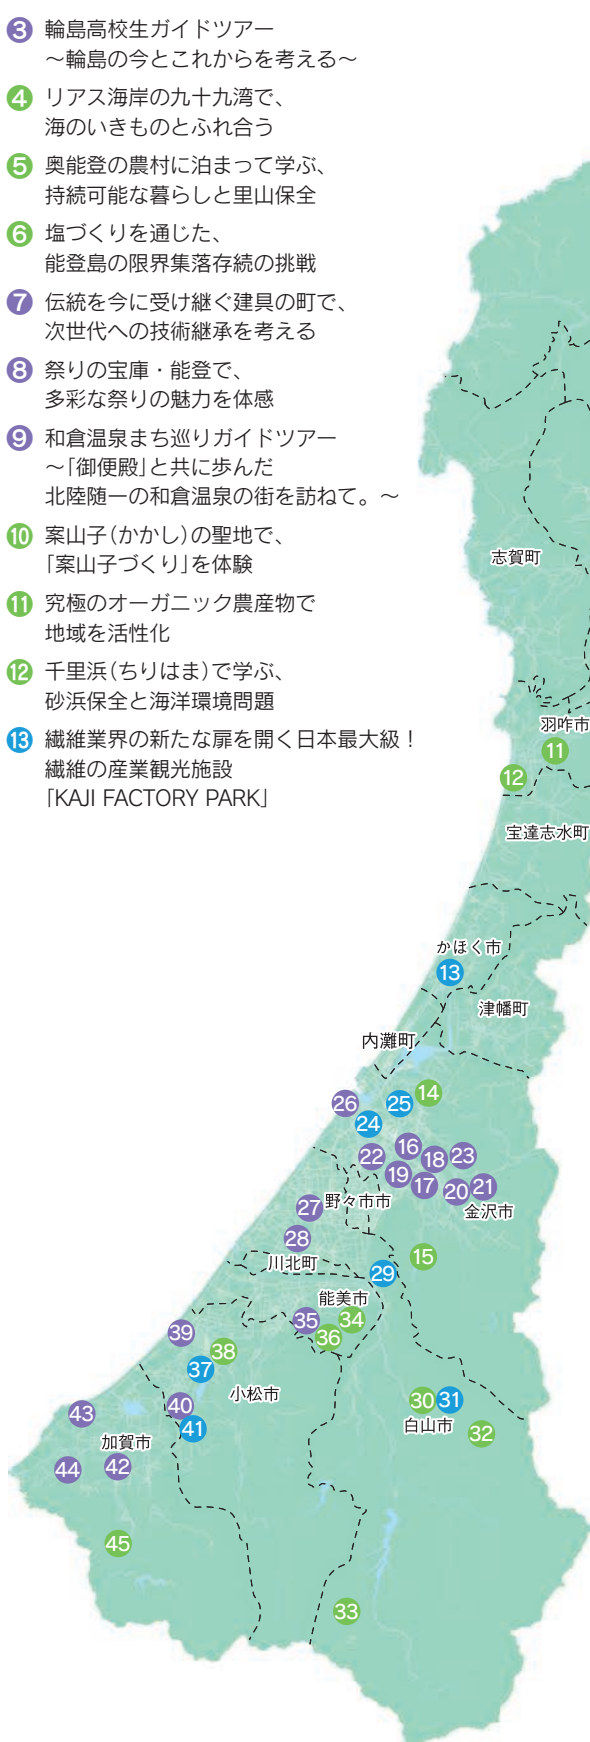 ③ 輪島高校生ガイドツアー
～輪島の今とこれからを考える～
④ リアス海岸の九十九湾で、
海のいきものとふれ合う
⑤ 奥能登の農村に泊まって学ぶ、
持続可能な暮らしと里山保全
⑥ 塩づくりを通じた、
能登島の限界集落存続の挑戦
⑦ 伝統を今に受け継ぐ建具の町で、
次世代への技術継承を考える
⑧ 祭りの宝庫・能登で、
多彩な祭りの魅力を体感
⑨ 和倉温泉まち巡りガイドツアー
～「御便殿」と共に歩んだ
北陸随一の和倉温泉の街を訪ねて。～
⑩ 案山子(かかし)の聖地で、
「案山子づくり」を体験
⑪ 究極のオーガニック農産物で
地域を活性化
⑫ 千里浜(ちりはま)で学ぶ、
砂浜保全と海洋環境問題
⑬ 繊維業界の新たな扉を開く日本最大級！
繊維の産業観光施設
「KAJI FACTORY PARK」
志賀町
羽咋市
11
12
宝達志水町
かほく市
13
津幡町
内灘町
14
25
26
24
16
22
18
23
19
17
20
21
金沢市
野々市市
27
28
15
川北町
29
能美市
34
35
36
39
38
37
小松市
30
31
白山市
32
40
41
43
加賀市
44
42
45
33